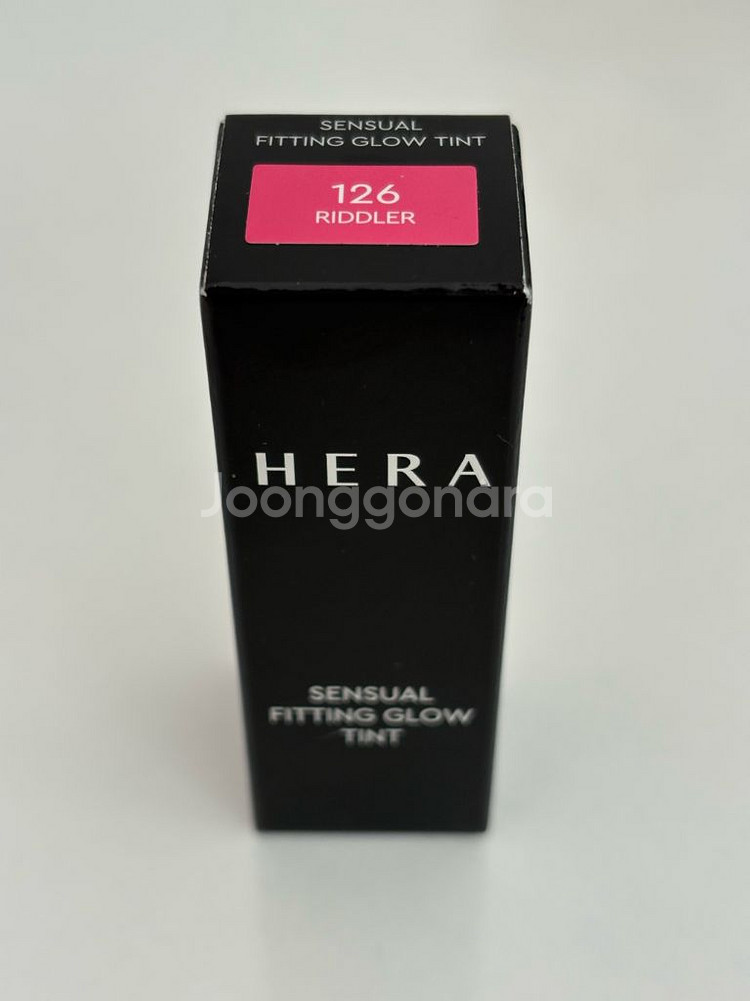 SENSUAL
FITTING GLOW TINT
126
RIDDLER
HERA
Joonggonara
SENSUAL
FITTING GLOW
TINT